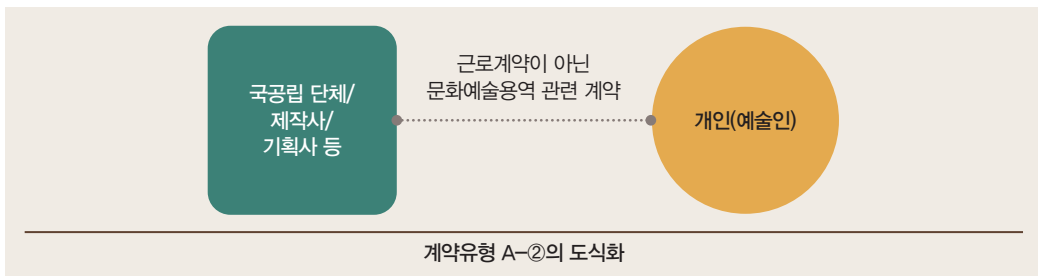 국공립 단체/
제작사/
기획사 등
근로계약이 아닌
문화예술용역 관련 계약
개인(예술인)
계약유형 A-②의 도식화